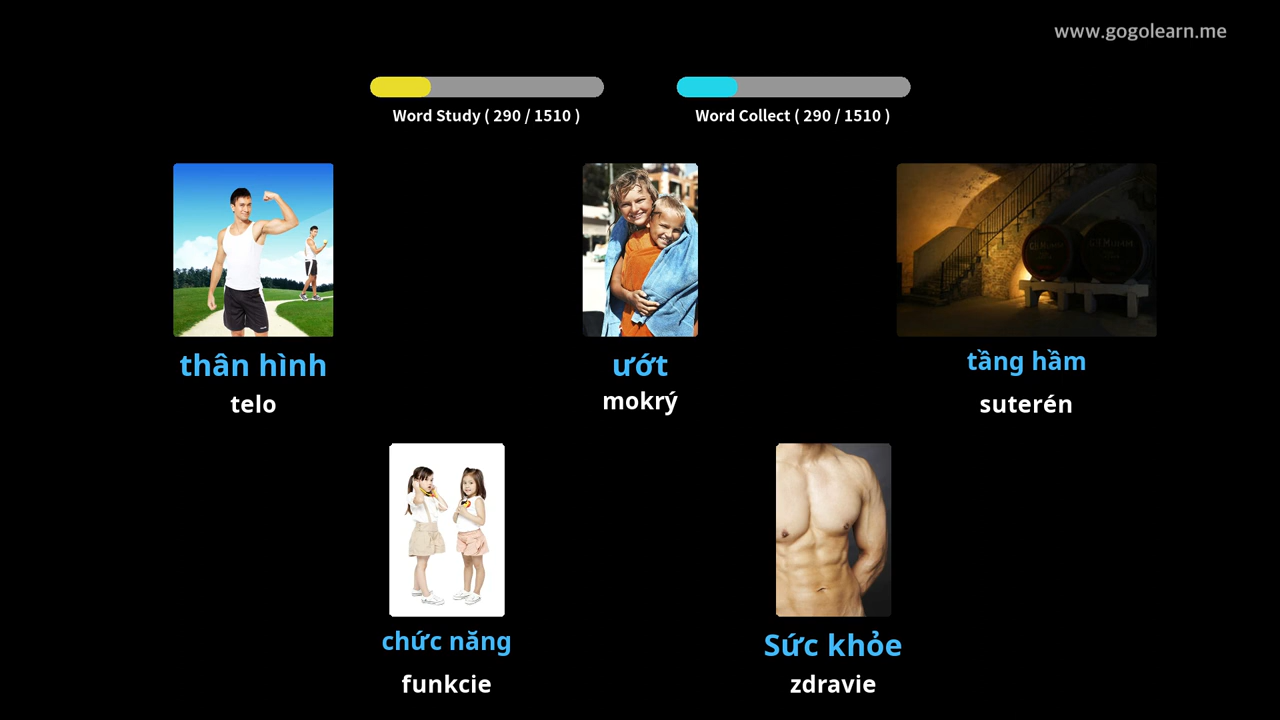 www.gogolearn.me
Word Study ( 290 / 1510 )
Word Collect ( 290 / 1510 )
thân hình
telo
ướt
mokrý
tầng hầm
suterén
chức năng
funkcie
Sức khỏe
zdravie